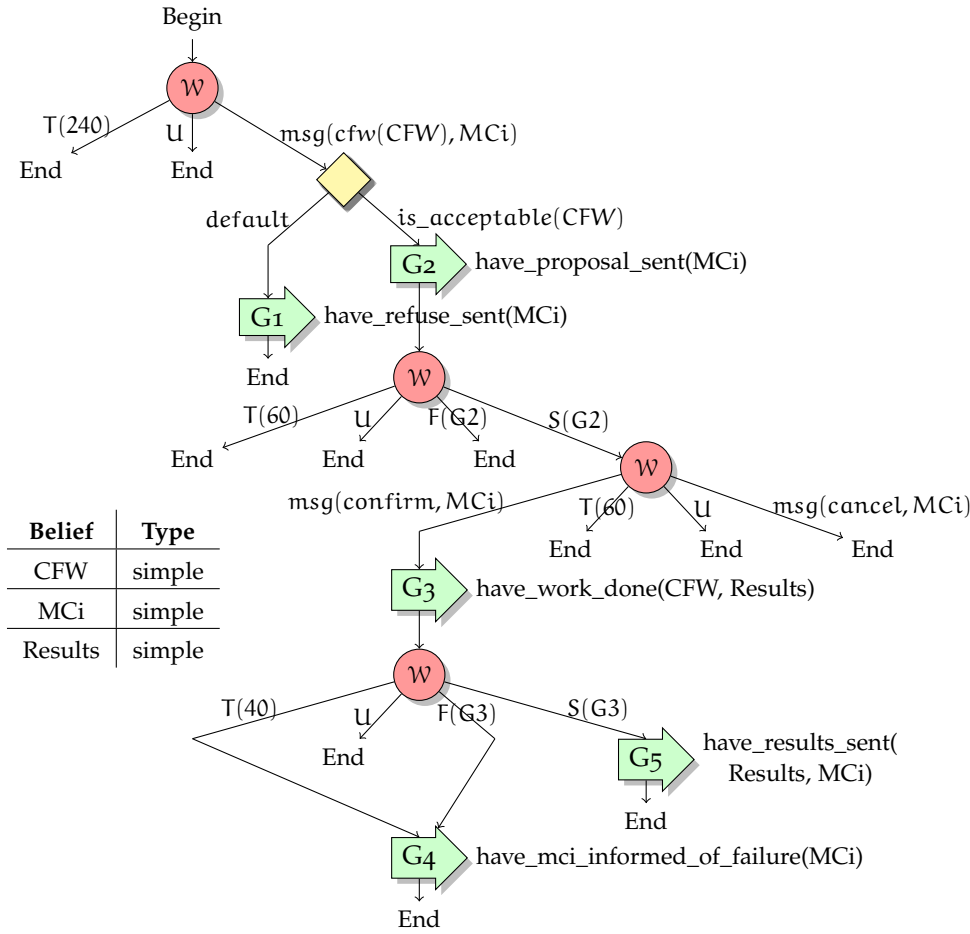 Begin
W
T(240)
U
msg(cfw(CFW), MCi)
End
End
default
is_acceptable(CFW)
G2
have_proposal_sent(MCi)
G1
have_refuse_sent(MCi)
End
W
T(60)
U
F(G2)
S(G2)
End
End
End
W
msg(confirm, MCi)
T(60)
U
msg(cancel, MCi)
End
End
End
Belief Type
CFW simple
MCi simple
Results simple
G3
have_work_done(CFW, Results)
W
T(40)
U
F(G3)
S(G3)
End
G5
have_results_sent(
Results, MCi)
End
G4
have_mci_informed_of_failure(MCi)
End